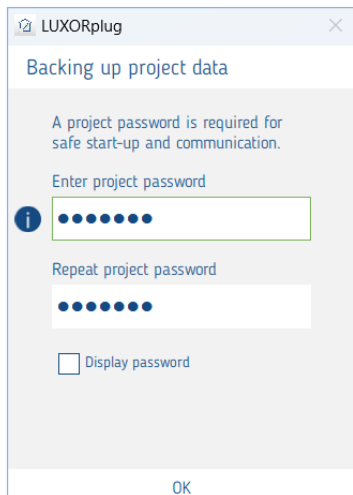 LUXORplug
Backing up project data
A project password is required for
safe start-up and communication.
Enter project password
i
●●●●●●●
Repeat project password
●●●●●●●
Display password
OK